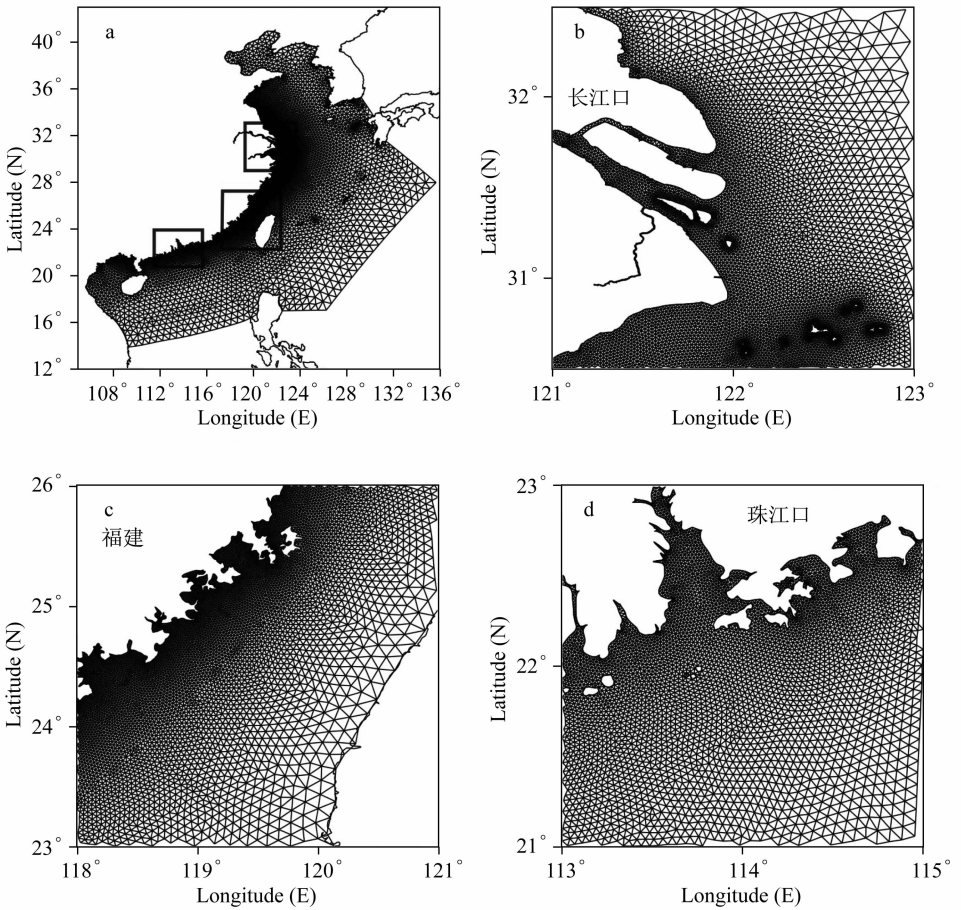 a
40°
36°
32°
28°
24°
20°
16°
12°
Latitude (N)
108° 112° 116° 120° 124° 128° 132° 136°
Longitude (E)
b
长江口
32°
31°
Latitude (N)
121° 122° 123°
Longitude (E)
c
福建
26°
25°
24°
23°
Latitude (N)
118° 119° 120° 121°
Longitude (E)
d
珠江口
23°
22°
21°
Latitude (N)
113° 114° 115°
Longitude (E)